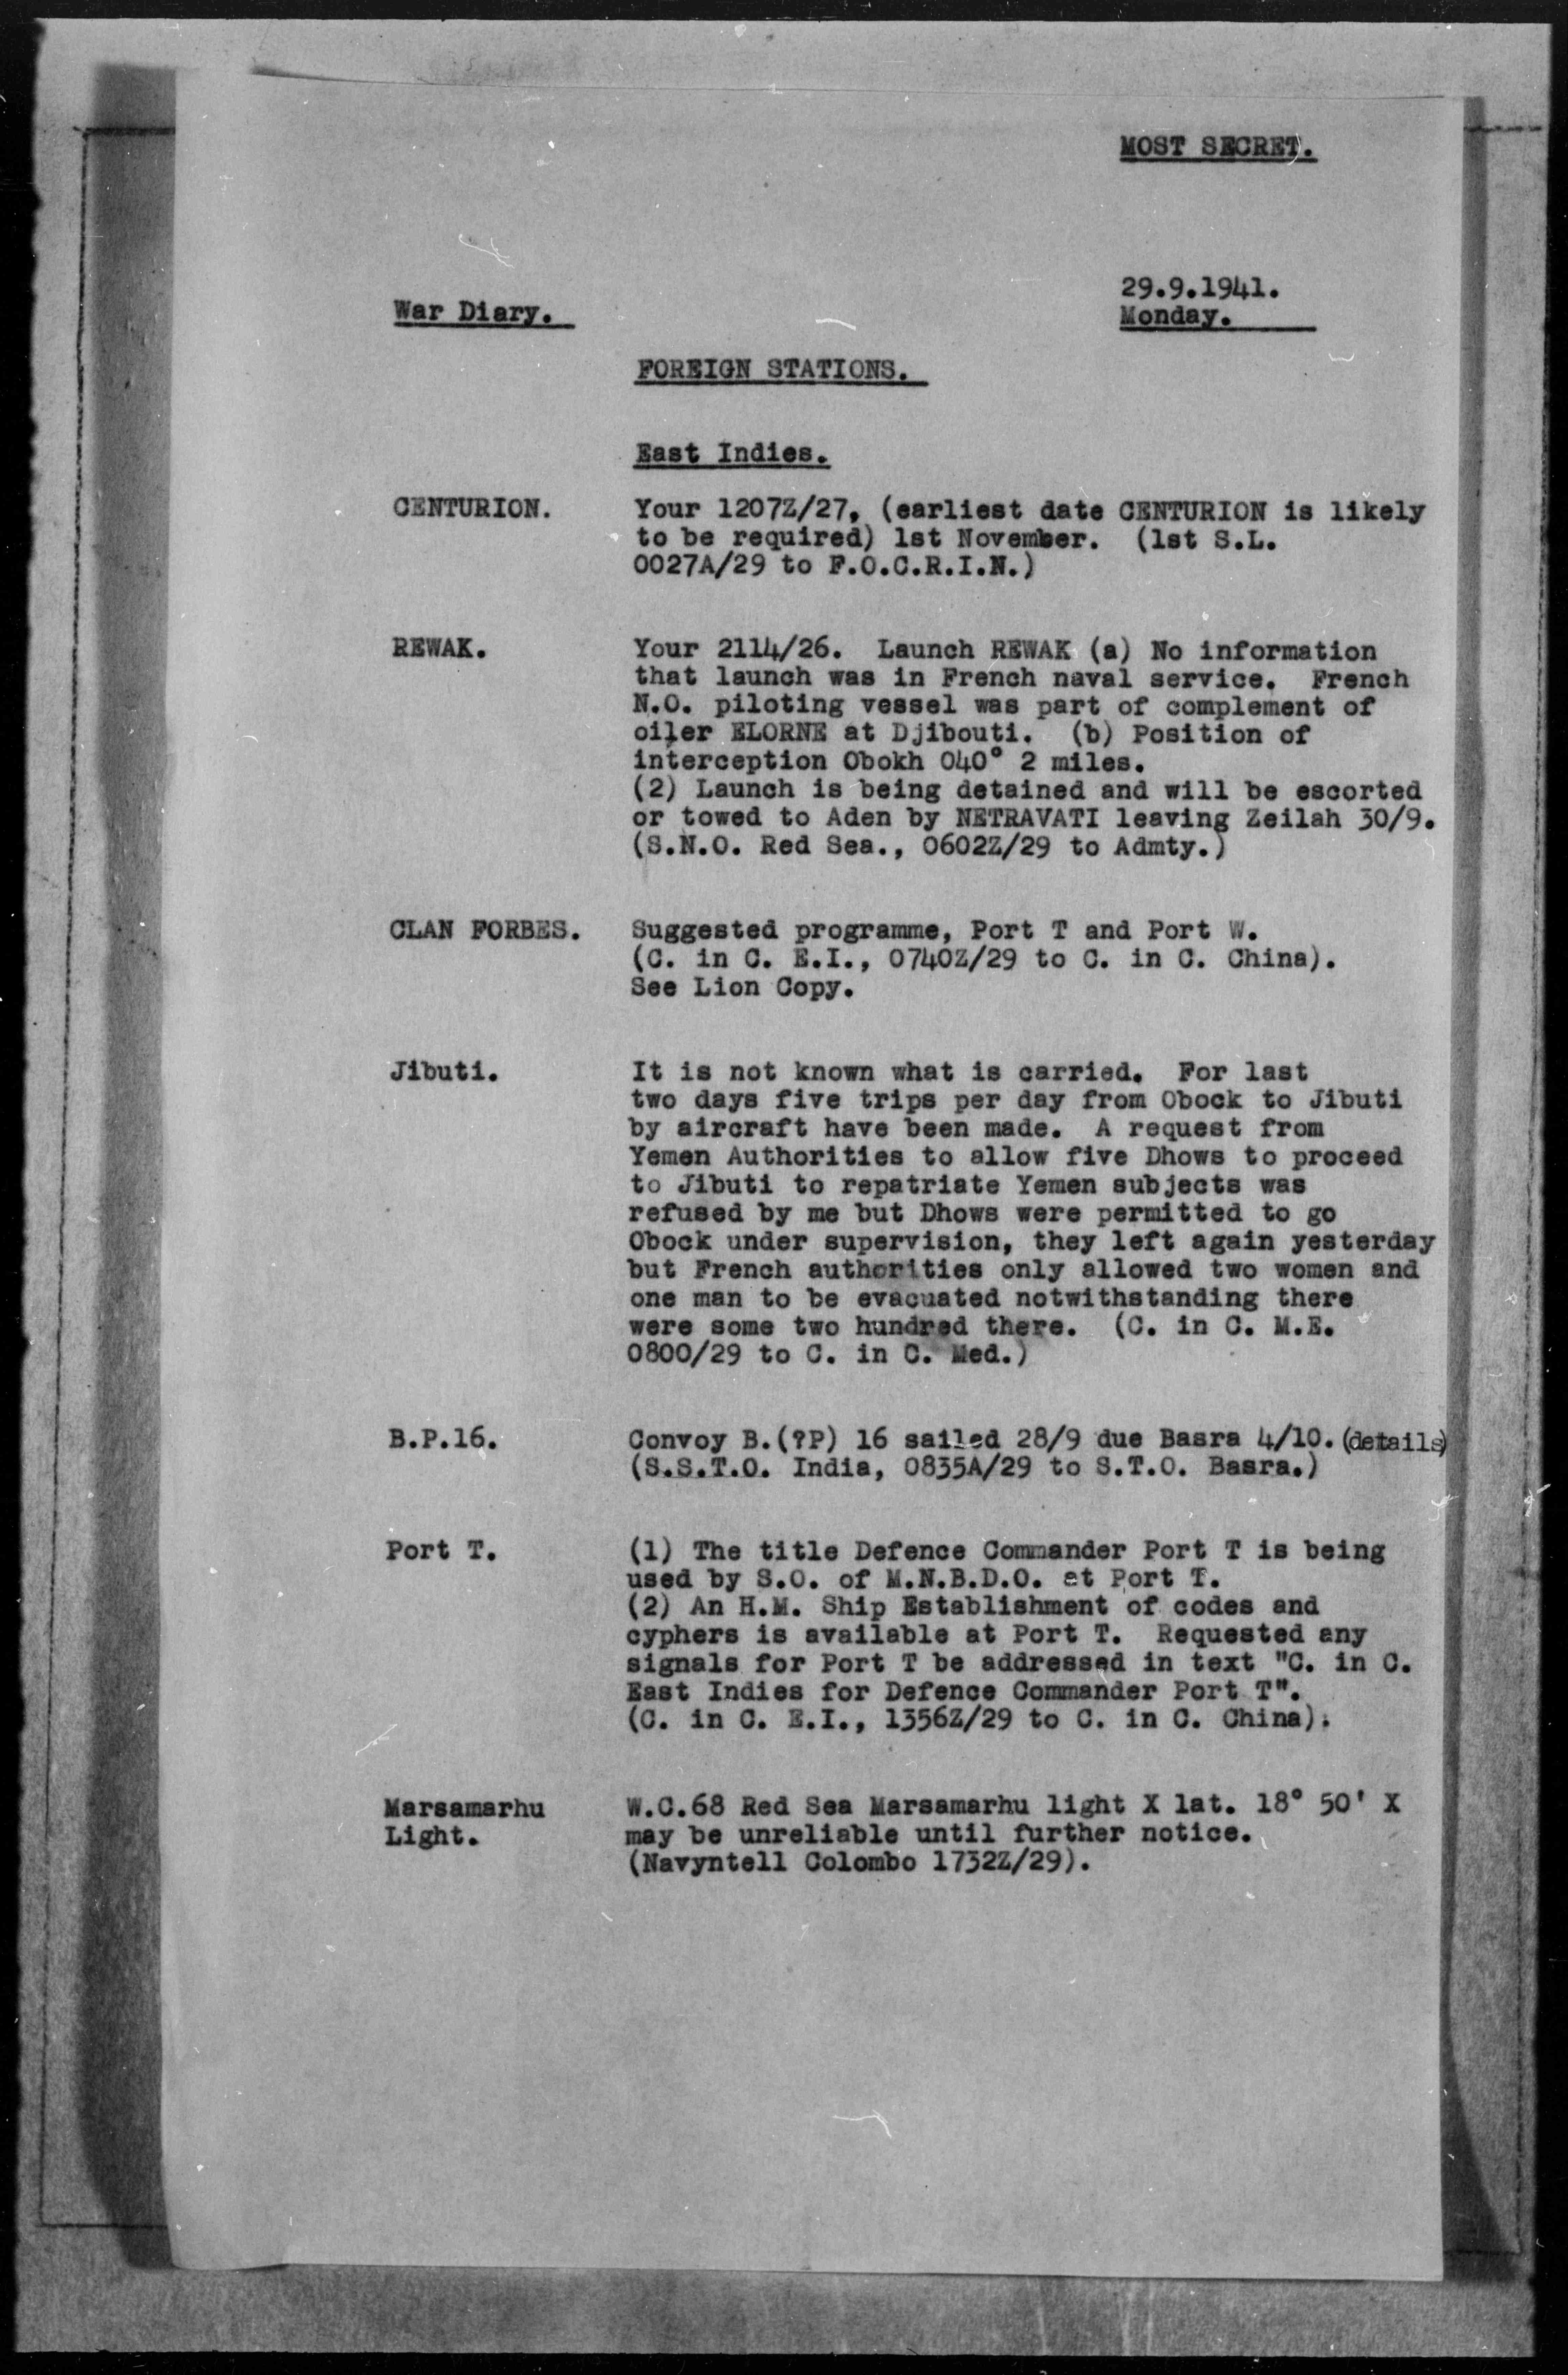 MOST SECRET.
29.9.1941.
War Diary.
Monday.
FOREIGN STATIONS.
East Indies.
CENTURION.
Your 1207Z/27, (earliest date CENTURION is likely
to be required) 1st November. (1st S.L.
0027A/29 to F.O.C.R.I.N.)
REWAK.
Your 2114/26. Launch REWAK (a) No information
that launch was in French naval service. French
N.O. piloting vessel was part of complement of
oiler ELORNE at Djibouti. (b) Position of
interception Obokh 040° 2 miles.
(2) Launch is being detained and will be escorted
or towed to Aden by NETRAVATI leaving Zeilah 30/9.
(S.N.O. Red Sea., 0602Z/29 to Admty.)
CLAN FORBES.
Suggested programme, Port T and Port W.
(C. in C. E.I., 0740Z/29 to C. in C. China).
See Lion Copy.
Jibuti.
It is not known what is carried. For last
two days five trips per day from Obock to Jibuti
by aircraft have been made. A request from
Yemen Authorities to allow five Dhows to proceed
to Jibuti to repatriate Yemen subjects was
refused by me but Dhows were permitted to go
Obock under supervision, they left again yesterday
but French authorities only allowed two women and
one man to be evacuated notwithstanding there
were some two hundred there. (C. in C. M.E.
0800/29 to C. in C. Med.)
B.P.16.
Convoy B.(?P) 16 sailed 28/9 due Basra 4/10. (details)
(S.S.T.O. India, 0835A/29 to S.T.O. Basra.)
Port T.
(1) The title Defence Commander Port T is being
used by S.O. of M.N.B.D.O. at Port T.
(2) An H.M. Ship Establishment of codes and
cyphers is available at Port T. Requested any
signals for Port T be addressed in text "C. in C.
East Indies for Defence Commander Port T".
(C. in C. E.I., 1356Z/29 to C. in C. China).
Marsamarhu
Light.
W.C.68 Red Sea Marsamarhu light X lat. 18° 50' X
may be unreliable until further notice.
(Navyntell Colombo 1732Z/29).